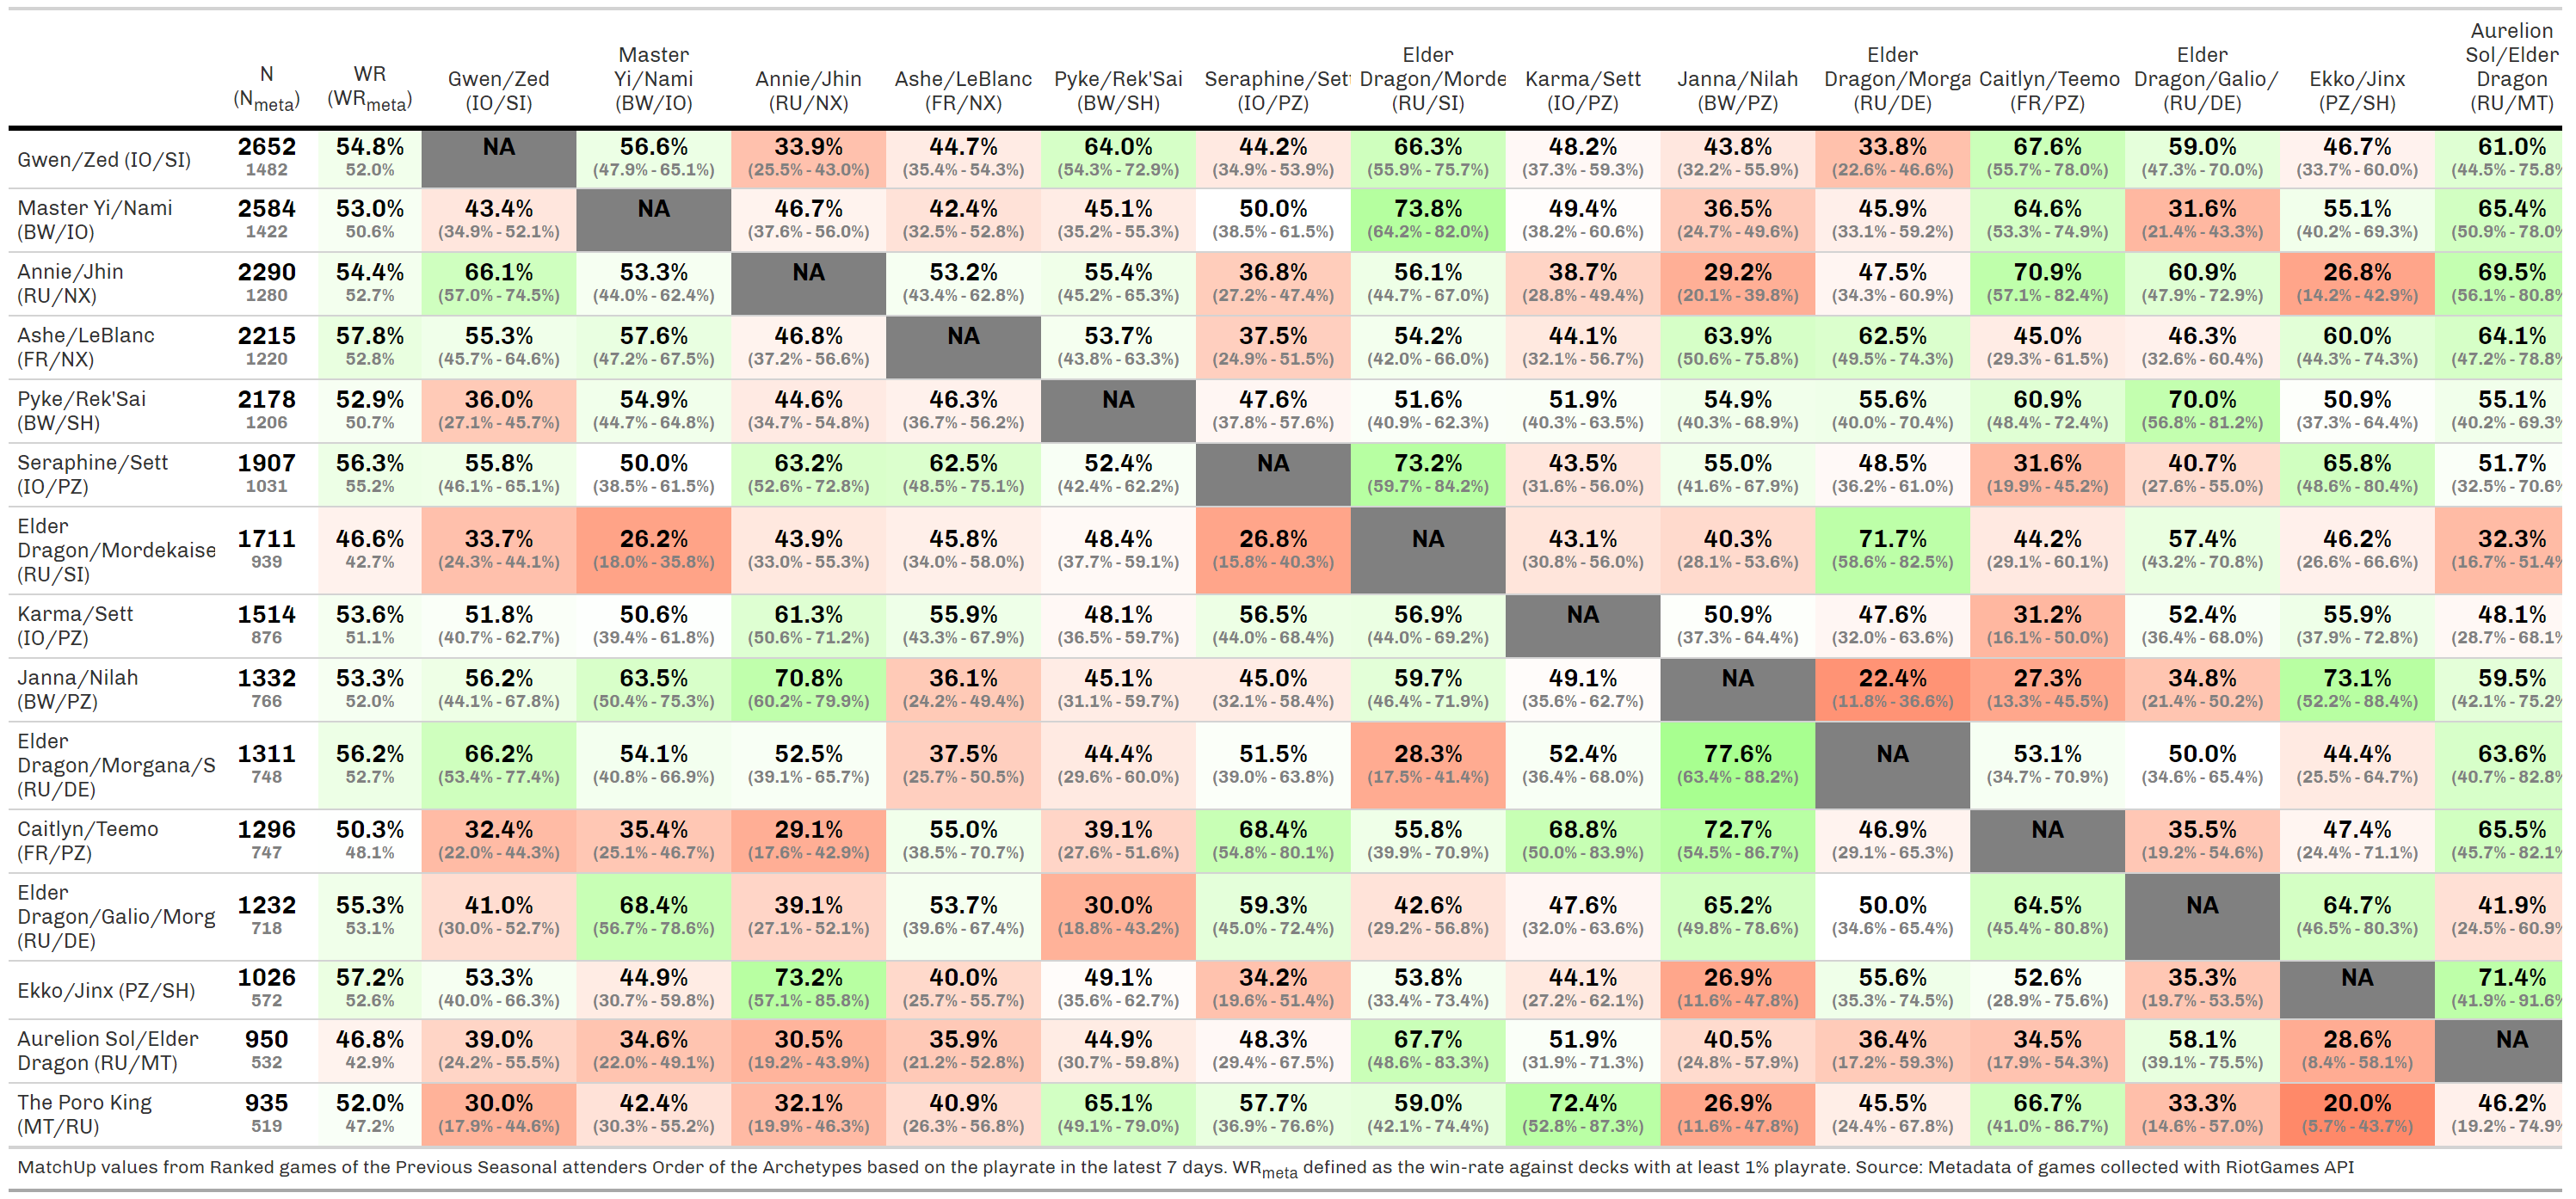 Aurelion
Master Elder Elder Elder Sol/Elder
N WR Gwen/Zed Yi/Nami Annie/Jhin Ashe/LeBlanc Pyke/Rek'Sai Seraphine/Sett Dragon/Morde Karma/Sett Janna/Nilah Dragon/Morga Caitlyn/Teemo Dragon/Galio/ Ekko/Jinx Dragon
(Nmeta) (WRmeta) (IO/SI) (BW/IO) (RU/NX) (FR/NX) (BW/SH) (IO/PZ) (RU/SI) (IO/PZ) (BW/PZ) (RU/DE) (FR/PZ) (RU/DE) (PZ/SH) (RU/MT)
Gwen/Zed (IO/SI) 2652 54.8% NA 56.6% 33.9% 44.7% 64.0% 44.2% 66.3% 48.2% 43.8% 33.8% 67.6% 59.0% 46.7% 61.0%
1482 52.0% (47.9% - 65.1%) (25.5% - 43.0%) (35.4% - 54.3%) (54.3% - 72.9%) (34.9% - 53.9%) (55.9% - 75.7%) (37.3% - 59.3%) (32.2% - 55.9%) (22.6% - 46.6%) (55.7% - 78.0%) (47.3% - 70.0%) (33.7% - 60.0%) (44.5% - 75.8%
Master Yi/Nami 2584 53.0% 43.4% NA 46.7% 42.4% 45.1% 50.0% 73.8% 49.4% 36.5% 45.9% 64.6% 31.6% 55.1% 65.4%
(BW/IO) 1422 50.6% (34.9% - 52.1%) (37.6% - 56.0%) (32.5% - 52.8%) (35.2% - 55.3%) (38.5% - 61.5%) (64.2% - 82.0%) (38.2% - 60.6%) (24.7% - 49.6%) (33.1% - 59.2%) (53.3% - 74.9%) (21.4% - 43.3%) (40.2% - 69.3%) (50.9% - 78.0%
Annie/Jhin 2290 54.4% 66.1% 53.3% NA 53.2% 55.4% 36.8% 56.1% 38.7% 29.2% 47.5% 70.9% 60.9% 26.8% 69.5%
(RU/NX) 1280 52.7% (57.0% - 74.5%) (44.0% - 62.4%) (43.4% - 62.8%) (45.2% - 65.3%) (27.2% - 47.4%) (44.7% - 67.0%) (28.8% - 49.4%) (20.1% - 39.8%) (34.3% - 60.9%) (57.1% - 82.4%) (47.9% - 72.9%) (14.2% - 42.9%) (56.1% - 80.8%
Ashe/LeBlanc 2215 57.8% 55.3% 57.6% 46.8% NA 53.7% 37.5% 54.2% 44.1% 63.9% 62.5% 45.0% 46.3% 60.0% 64.1%
(FR/NX) 1220 52.8% (45.7% - 64.6%) (47.2% - 67.5%) (37.2% - 56.6%) (43.8% - 63.3%) (24.9% - 51.5%) (42.0% - 66.0%) (32.1% - 56.7%) (50.6% - 75.8%) (49.5% - 74.3%) (29.3% - 61.5%) (32.6% - 60.4%) (44.3% - 74.3%) (47.2% - 78.8%
Pyke/Rek'Sai 2178 52.9% 36.0% 54.9% 44.6% 46.3% NA 47.6% 51.6% 51.9% 54.9% 55.6% 60.9% 70.0% 50.9% 55.1%
(BW/SH) 1206 50.7% (27.1% - 45.7%) (44.7% - 64.8%) (34.7% - 54.8%) (36.7% - 56.2%) (37.8% - 57.6%) (40.9% - 62.3%) (40.3% - 63.5%) (40.3% - 68.9%) (40.0% - 70.4%) (48.4% - 72.4%) (56.8% - 81.2%) (37.3% - 64.4%) (40.2% - 69.3%
Seraphine/Sett 1907 56.3% 55.8% 50.0% 63.2% 62.5% 52.4% NA 73.2% 43.5% 55.0% 48.5% 31.6% 40.7% 65.8% 51.7%
(IO/PZ) 1031 55.2% (46.1% - 65.1%) (38.5% - 61.5%) (52.6% - 72.8%) (48.5% - 75.1%) (42.4% - 62.2%) (59.7% - 84.2%) (31.6% - 56.0%) (41.6% - 67.9%) (36.2% - 61.0%) (19.9% - 45.2%) (27.6% - 55.0%) (48.6% - 80.4%) (32.5% - 70.6%
Elder
Dragon/Mordekaise 1711 46.6% 33.7% 26.2% 43.9% 45.8% 48.4% 26.8% NA 43.1% 40.3% 71.7% 44.2% 57.4% 46.2% 32.3%
(RU/SI) 939 42.7% (24.3% - 44.1%) (18.0% - 35.8%) (33.0% - 55.3%) (34.0% - 58.0%) (37.7% - 59.1%) (15.8% - 40.3%) (30.8% - 56.0%) (28.1% - 53.6%) (58.6% - 82.5%) (29.1% - 60.1%) (43.2% - 70.8%) (26.6% - 66.6%) (16.7% - 51.4%
Karma/Sett 1514 53.6% 51.8% 50.6% 61.3% 55.9% 48.1% 56.5% 56.9% NA 50.9% 47.6% 31.2% 52.4% 55.9% 48.1%
(IO/PZ) 876 51.1% (40.7% - 62.7%) (39.4% - 61.8%) (50.6% - 71.2%) (43.3% - 67.9%) (36.5% - 59.7%) (44.0% - 68.4%) (44.0% - 69.2%) (37.3% - 64.4%) (32.0% - 63.6%) (16.1% - 50.0%) (36.4% - 68.0%) (37.9% - 72.8%) (28.7% - 68.1%
Janna/Nilah 1332 53.3% 56.2% 63.5% 70.8% 36.1% 45.1% 45.0% 59.7% 49.1% NA 22.4% 27.3% 34.8% 73.1% 59.5%
(BW/PZ) 766 52.0% (44.1% - 67.8%) (50.4% - 75.3%) (60.2% - 79.9%) (24.2% - 49.4%) (31.1% - 59.7%) (32.1% - 58.4%) (46.4% - 71.9%) (35.6% - 62.7%) (11.8% - 36.6%) (13.3% - 45.5%) (21.4% - 50.2%) (52.2% - 88.4%) (42.1% - 75.2%
Elder
Dragon/Morgana/S 1311 56.2% 66.2% 54.1% 52.5% 37.5% 44.4% 51.5% 28.3% 52.4% 77.6% NA 53.1% 50.0% 44.4% 63.6%
(RU/DE) 748 52.7% (53.4% - 77.4%) (40.8% - 66.9%) (39.1% - 65.7%) (25.7% - 50.5%) (29.6% - 60.0%) (39.0% - 63.8%) (17.5% - 41.4%) (36.4% - 68.0%) (63.4% - 88.2%) (34.7% - 70.9%) (34.6% - 65.4%) (25.5% - 64.7%) (40.7% - 82.8%
Caitlyn/Teemo 1296 50.3% 32.4% 35.4% 29.1% 55.0% 39.1% 68.4% 55.8% 68.8% 72.7% 46.9% NA 35.5% 47.4% 65.5%
(FR/PZ) 747 48.1% (22.0% - 44.3%) (25.1% - 46.7%) (17.6% - 42.9%) (38.5% - 70.7%) (27.6% - 51.6%) (54.8% - 80.1%) (39.9% - 70.9%) (50.0% - 83.9%) (54.5% - 86.7%) (29.1% - 65.3%) (19.2% - 54.6%) (24.4% - 71.1%) (45.7% - 82.1%
Elder
Dragon/Galio/Morg 1232 55.3% 41.0% 68.4% 39.1% 53.7% 30.0% 59.3% 42.6% 47.6% 65.2% 50.0% 64.5% NA 64.7% 41.9%
(RU/DE) 718 53.1% (30.0% - 52.7%) (56.7% - 78.6%) (27.1% - 52.1%) (39.6% - 67.4%) (18.8% - 43.2%) (45.0% - 72.4%) (29.2% - 56.8%) (32.0% - 63.6%) (49.8% - 78.6%) (34.6% - 65.4%) (45.4% - 80.8%) (46.5% - 80.3%) (24.5% - 60.9%
Ekko/Jinx (PZ/SH) 1026 57.2% 53.3% 44.9% 73.2% 40.0% 49.1% 34.2% 53.8% 44.1% 26.9% 55.6% 52.6% 35.3% NA 71.4%
572 52.6% (40.0% - 66.3%) (30.7% - 59.8%) (57.1% - 85.8%) (25.7% - 55.7%) (35.6% - 62.7%) (19.6% - 51.4%) (33.4% - 73.4%) (27.2% - 62.1%) (11.6% - 47.8%) (35.3% - 74.5%) (28.9% - 75.6%) (19.7% - 53.5%) (41.9% - 91.6%
Aurelion Sol/Elder 950 46.8% 39.0% 34.6% 30.5% 35.9% 44.9% 48.3% 67.7% 51.9% 40.5% 36.4% 34.5% 58.1% 28.6% NA
Dragon (RU/MT) 532 42.9% (24.2% - 55.5%) (22.0% - 49.1%) (19.2% - 43.9%) (21.2% - 52.8%) (30.7% - 59.8%) (29.4% - 67.5%) (48.6% - 83.3%) (31.9% - 71.3%) (24.8% - 57.9%) (17.2% - 59.3%) (17.9% - 54.3%) (39.1% - 75.5%) (8.4% - 58.1%)
The Poro King 935 52.0% 30.0% 42.4% 32.1% 40.9% 65.1% 57.7% 59.0% 72.4% 26.9% 45.5% 66.7% 33.3% 20.0% 46.2%
(MT/RU) 519 47.2% (17.9% - 44.6%) (30.3% - 55.2%) (19.9% - 46.3%) (26.3% - 56.8%) (49.1% - 79.0%) (36.9% - 76.6%) (42.1% - 74.4%) (52.8% - 87.3%) (11.6% - 47.8%) (24.4% - 67.8%) (41.0% - 86.7%) (14.6% - 57.0%) (5.7% - 43.7%) (19.2% - 74.9%
MatchUp values from Ranked games of the Previous Seasonal attenders Order of the Archetypes based on the playrate in the latest 7 days. WRmeta defined as the win-rate against decks with at least 1% playrate. Source: Metadata of games collected with RiotGames API